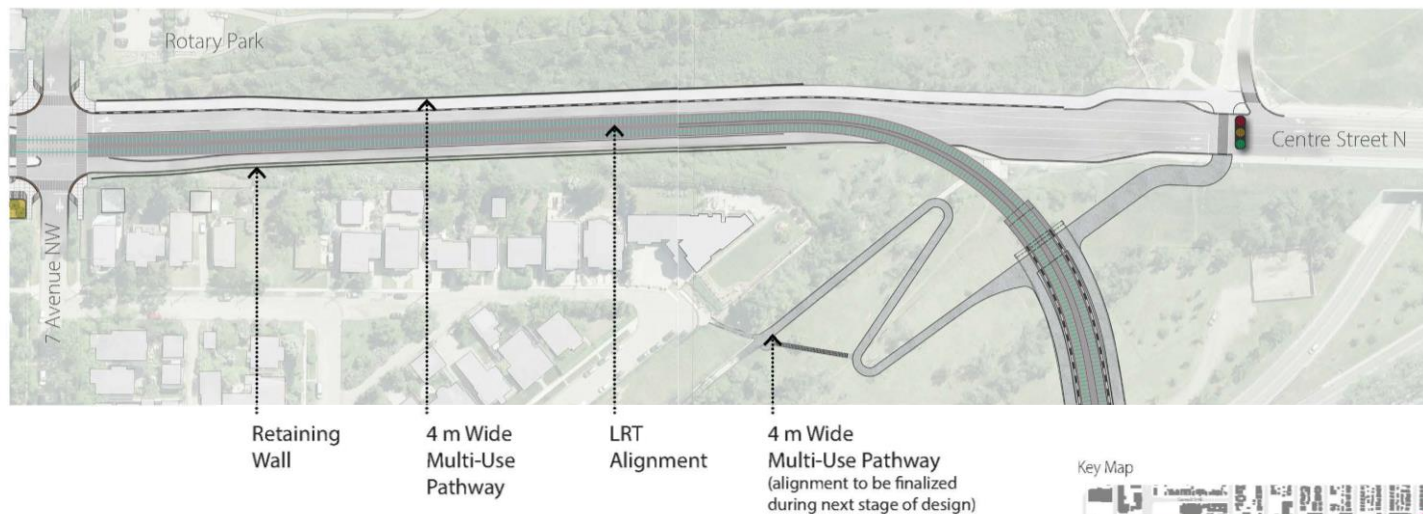 Rotary Park
Centre Street N
7 Avenue NW
Retaining
Wall
4 m Wide
Multi-Use
Pathway
LRT
Alignment
4 m Wide
Multi-Use Pathway
(alignment to be finalized
during next stage of design)
Key Map